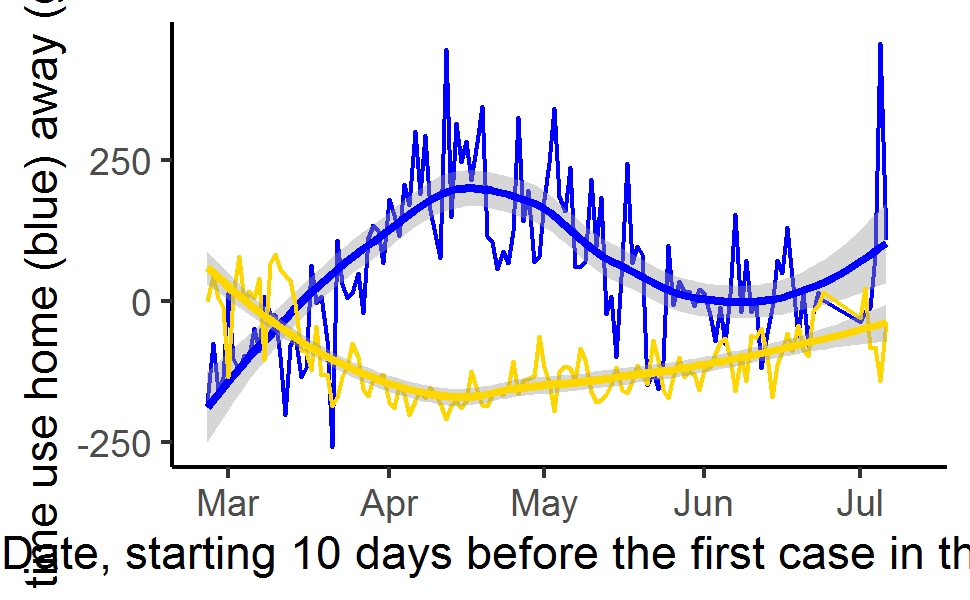 time use home (blue) away (
250
0
-250
Mar Apr May Jun Jul
Date, starting 10 days before the first case in th